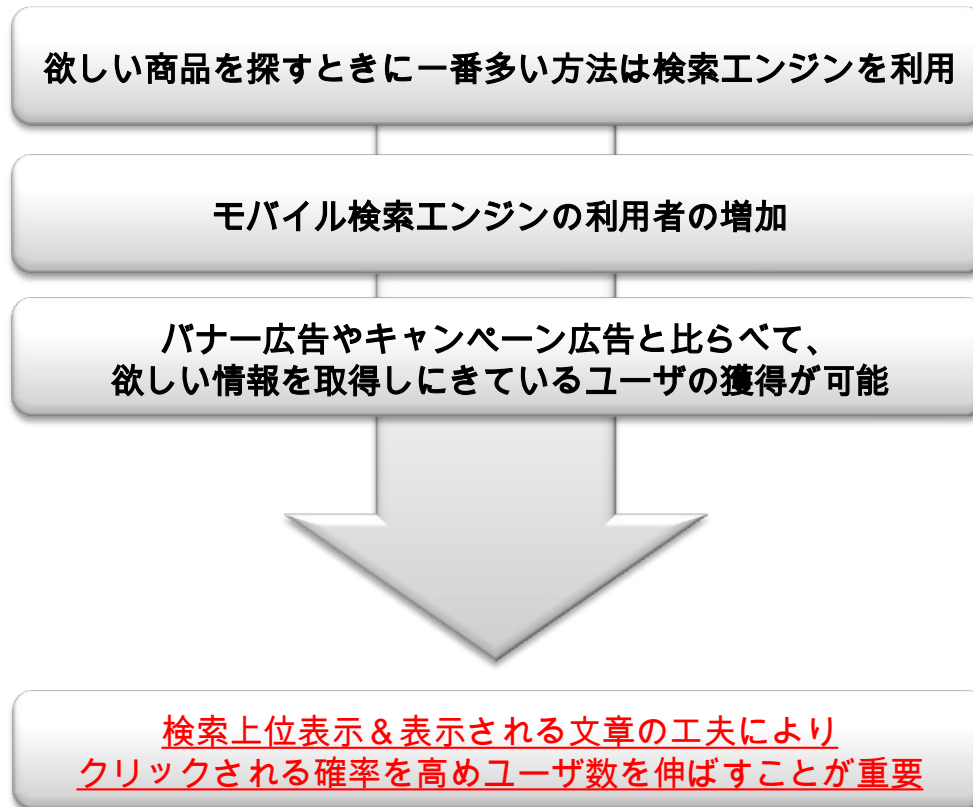 欲しい商品を探すときに一番多い方法は検索エンジンを利用
モバイル検索エンジンの利用者の増加
バナー広告やキャンペーン広告と比らべて、
欲しい情報を取得しにきているユーザの獲得が可能
検索上位表示＆表示される文章の工夫により
クリックされる確率を高めユーザ数を伸ばすことが重要